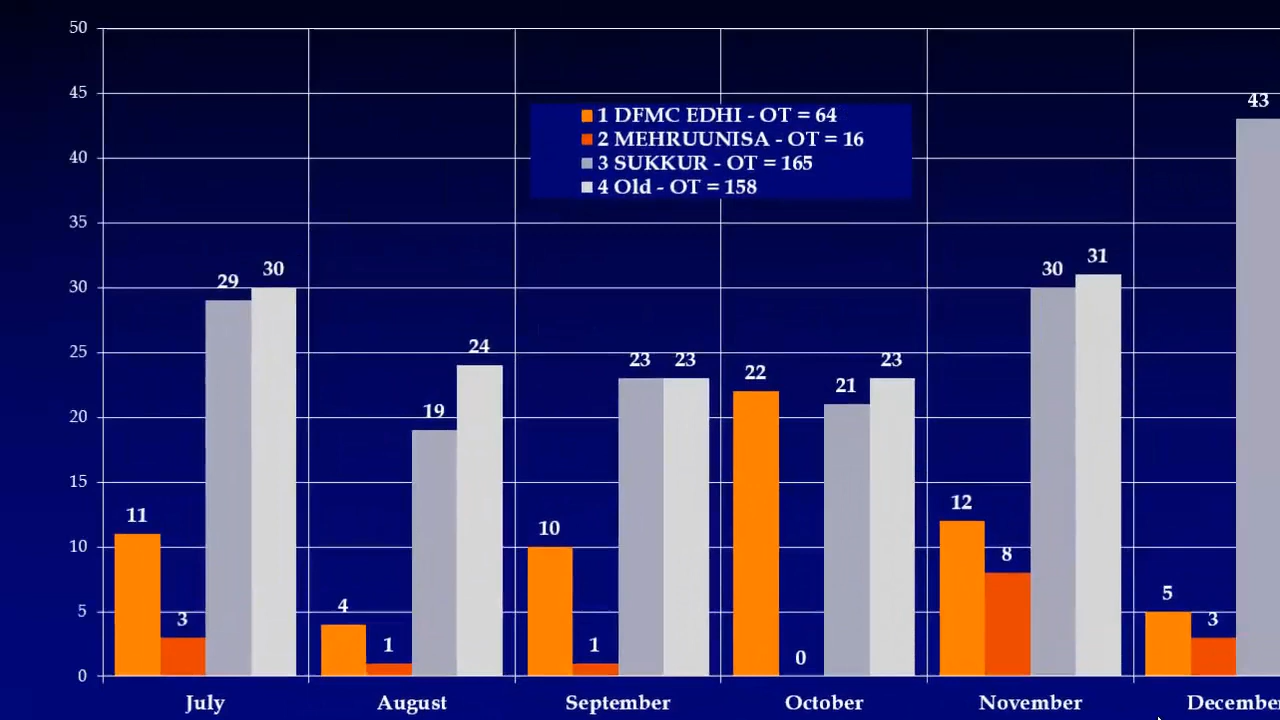 50
45
40
35
30
25
20
15
10
5
0
1 DFMC EDHI - OT = 64
2 MEHRUUNISA - OT = 16
3 SUKKUR - OT = 165
4 Old - OT = 158
11 3 29 30
4 1 19 24
10 1 23 23
22 0 21 23
12 8 30 31
5 3 43
July August September October November December